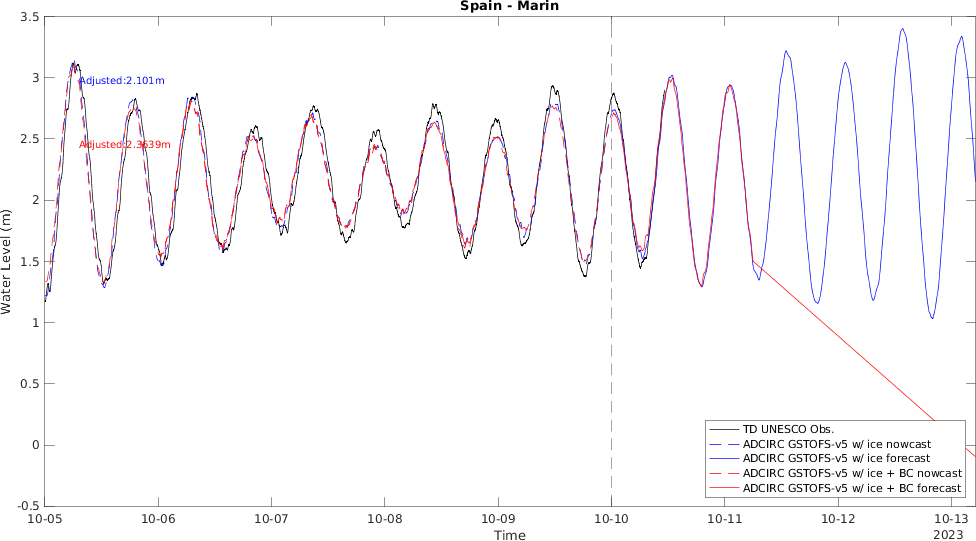 Spain - Marin
3.5
3
2.5
2
1.5
1
0.5
0
-0.5
Water Level (m)
Adjusted:2.101m
Adjusted:2.3639m
TD UNESCO Obs.
ADCIRC GSTOFS-v5 w/ ice nowcast
ADCIRC GSTOFS-v5 w/ ice forecast
ADCIRC GSTOFS-v5 w/ ice + BC nowcast
ADCIRC GSTOFS-v5 w/ ice + BC forecast
10-05 10-06 10-07 10-08 10-09 10-10 10-11 10-12 10-13
2023
Time